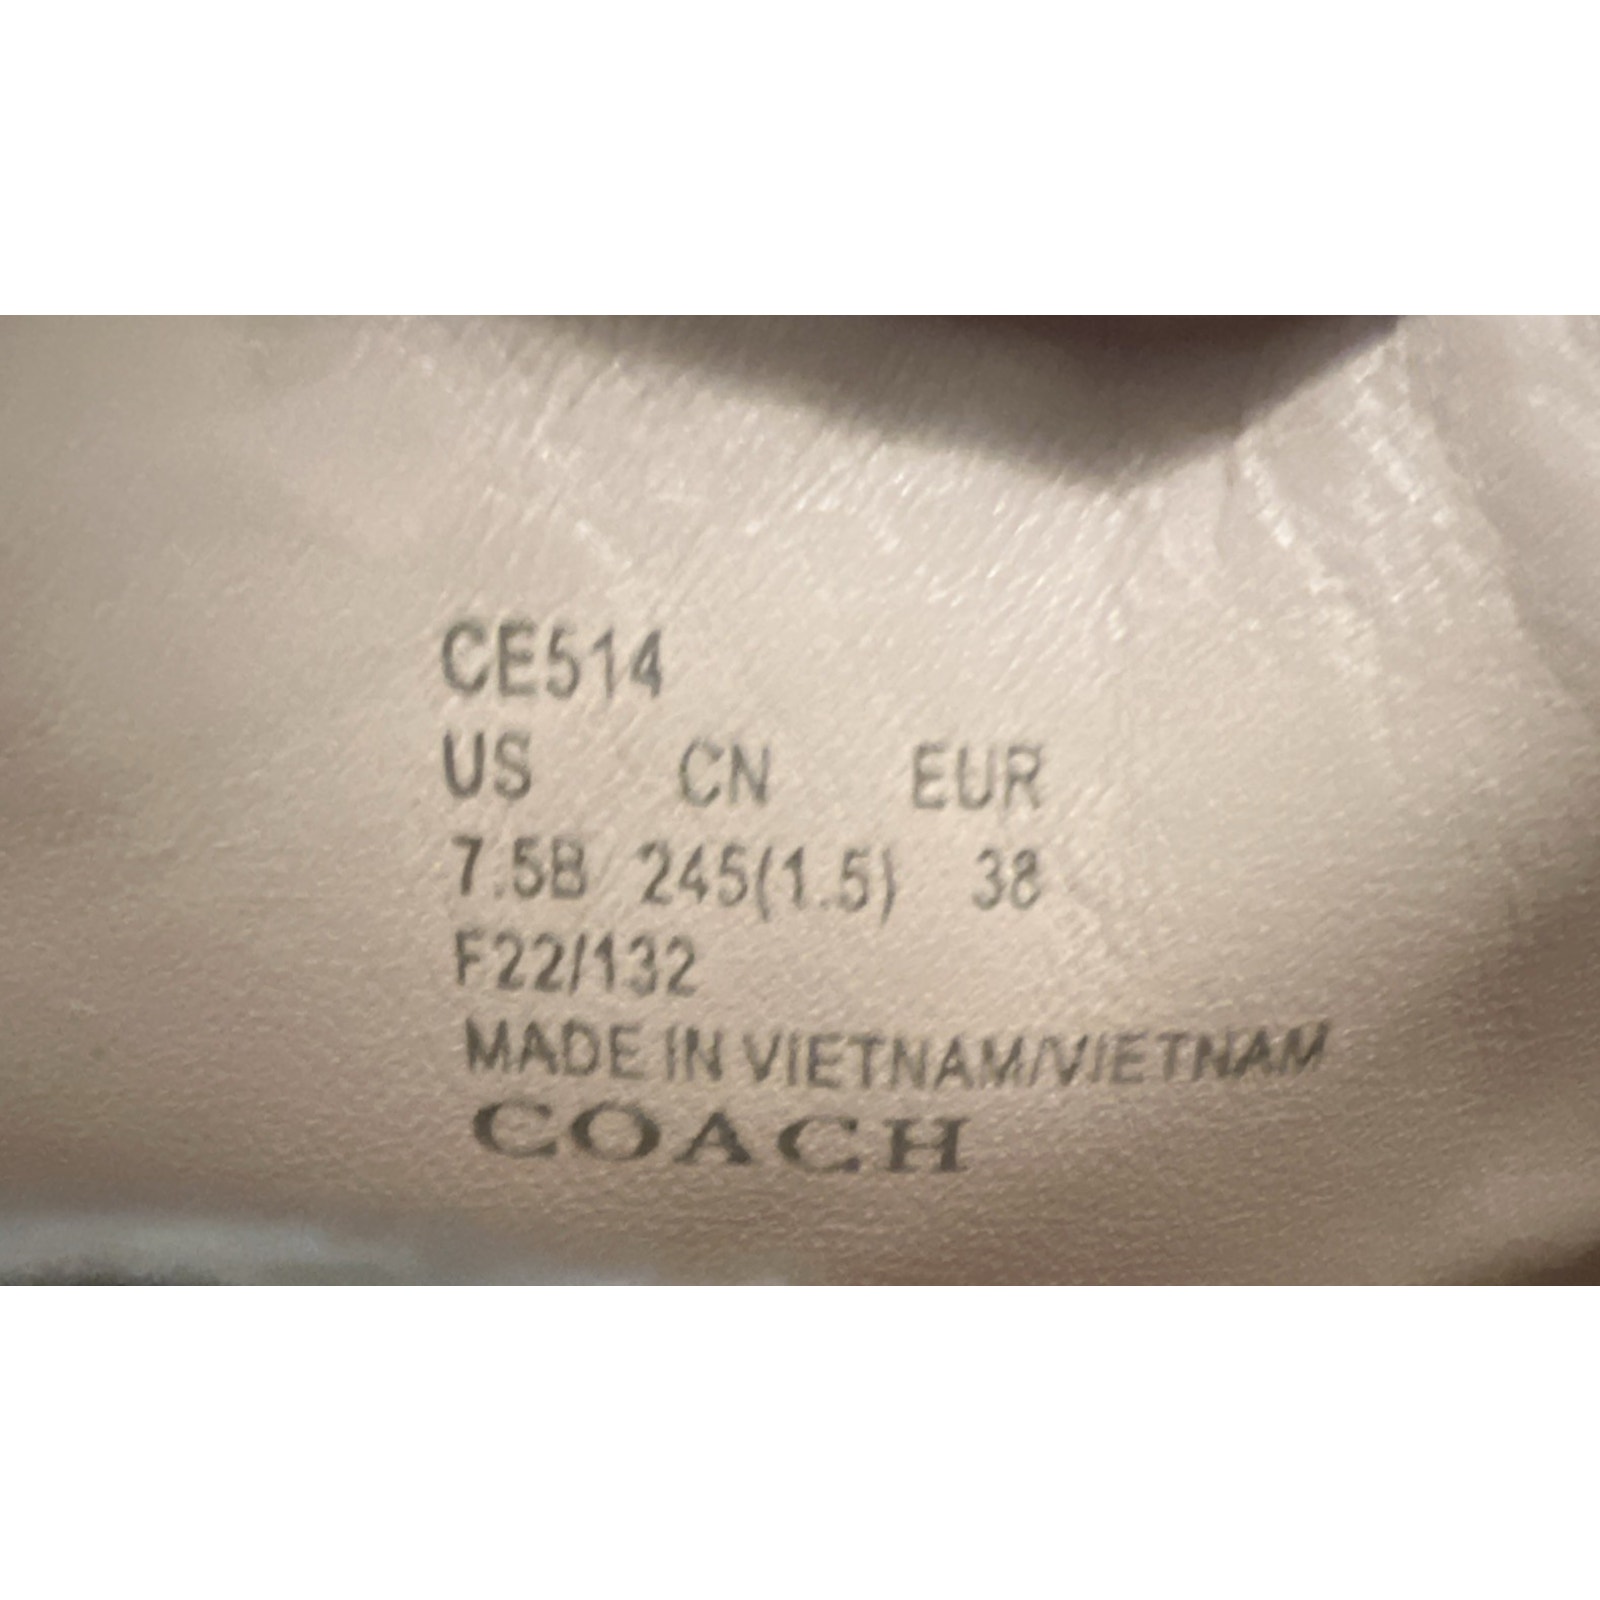 CE514
US CN EUR
7.5B 245(1.5) 38
F22/132
MADE IN VIETNAM/VIETNAM
COACH